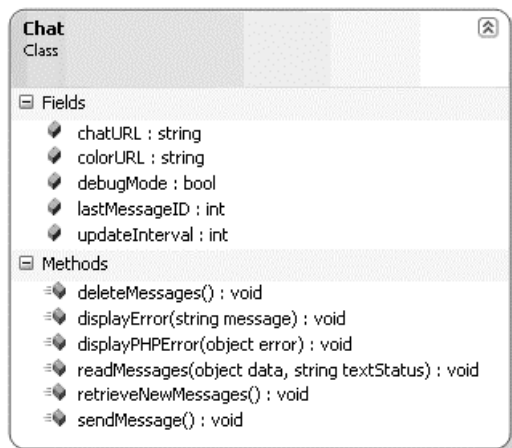 Chat
Class
Fields
chatURL : string
colorURL : string
debugMode : bool
lastMessageID : int
updateInterval : int
Methods
deleteMessages() : void
displayError(string message) : void
displayPHPError(object error) : void
readMessages(object data, string textStatus) : void
retrieveNewMessages() : void
sendMessage() : void